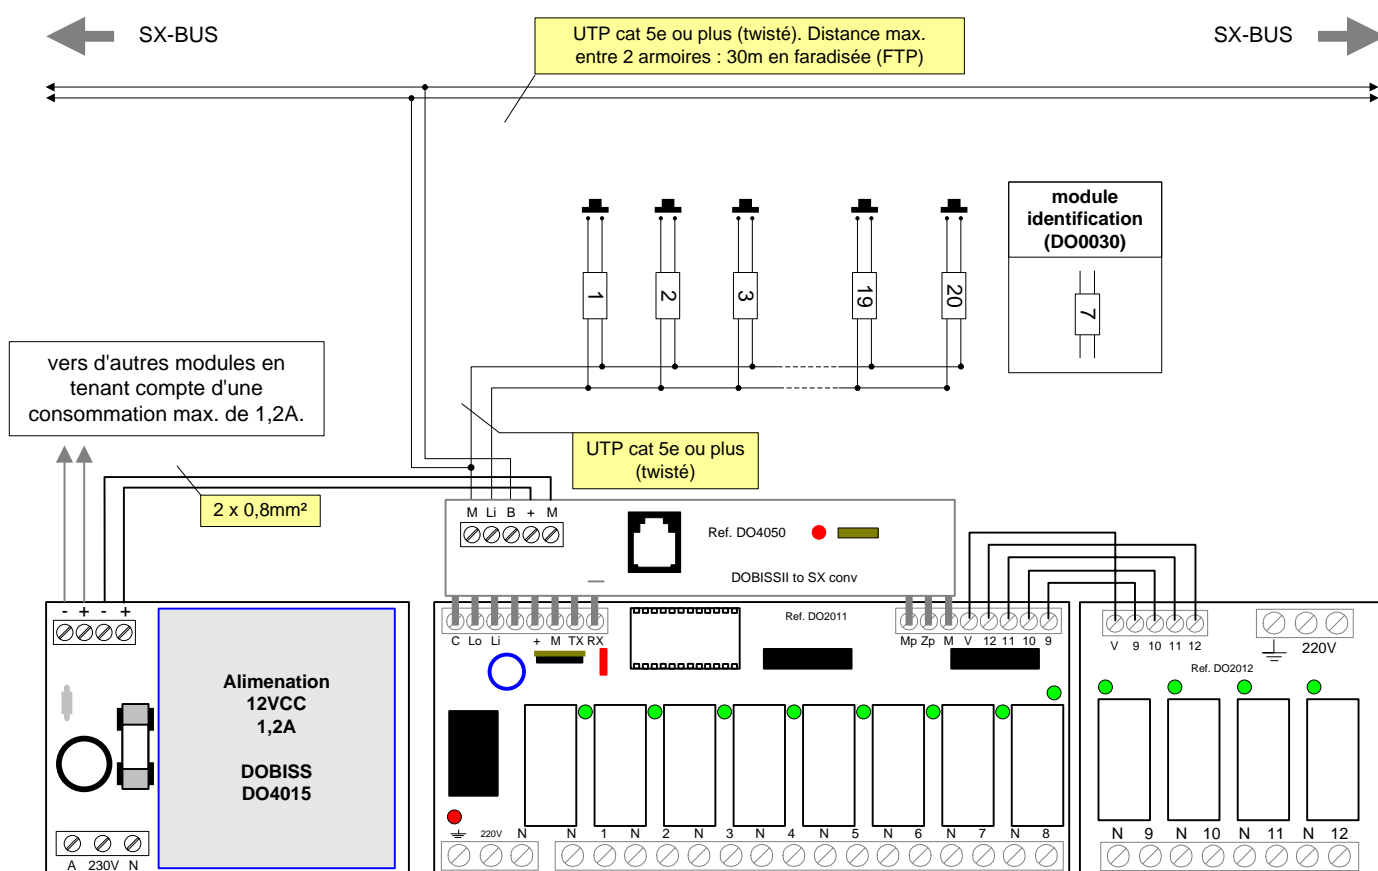 SX-BUS
UTP cat 5e ou plus (twisté). Distance max.
entre 2 armoires : 30m en faradisée (FTP)
SX-BUS
module
identification
(DO0030)
1
2
3
19
20
7
vers d'autres modules en
tenant compte d'une
consommation max. de 1,2A.
UTP cat 5e ou plus
(twisté)
2 x 0,8mm²
M Li B + M
Ref. DO4050
DOBISSII to SX conv
- + - +
C Lo Li + M TX RX
Ref. DO2011
Mp Zp M V 12 11 10 9
V 9 10 11 12
220V
Ref. DO2012
Alimenation
12VCC
1,2A
DOBISS
DO4015
A 230V N
220V N N 1 N 2 N 3 N 4 N 5 N 6 N 7 N 8
N 9 N 10 N 11 N 12